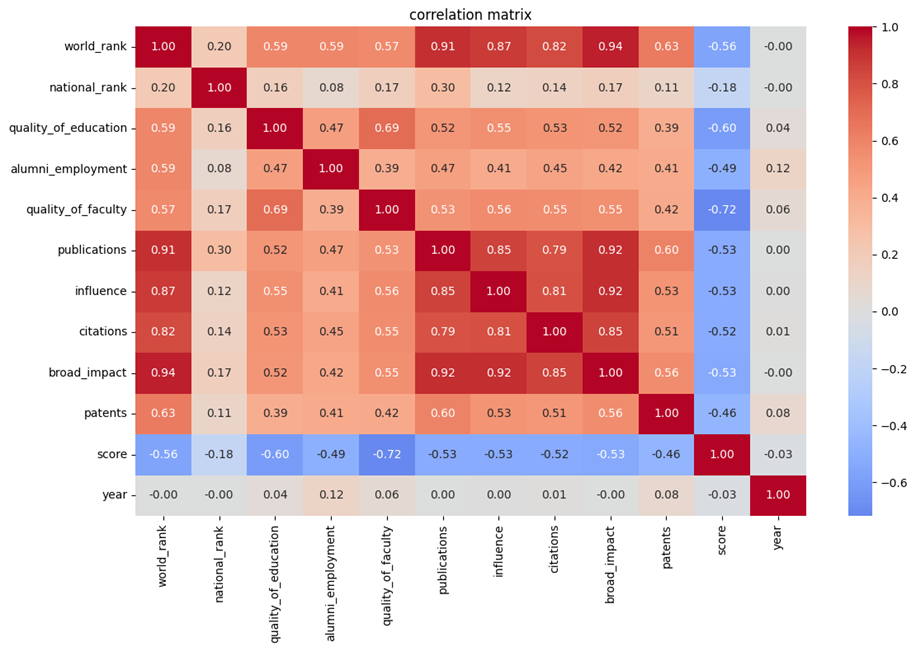 correlation matrix
world_rank 1.00 0.20 0.59 0.59 0.57 0.91 0.87 0.82 0.94 0.63 -0.56 -0.00
national_rank 0.20 1.00 0.16 0.08 0.17 0.30 0.12 0.14 0.17 0.11 -0.18 -0.00
quality_of_education 0.59 0.16 1.00 0.47 0.69 0.52 0.55 0.53 0.52 0.39 -0.60 0.04
alumni_employment 0.59 0.08 0.47 1.00 0.39 0.47 0.41 0.45 0.42 0.41 -0.49 0.12
quality_of_faculty 0.57 0.17 0.69 0.39 1.00 0.53 0.56 0.55 0.55 0.42 -0.72 0.06
publications 0.91 0.30 0.52 0.47 0.53 1.00 0.85 0.79 0.92 0.60 -0.53 0.00
influence 0.87 0.12 0.55 0.41 0.56 0.85 1.00 0.81 0.92 0.53 -0.53 0.00
citations 0.82 0.14 0.53 0.45 0.55 0.79 0.81 1.00 0.85 0.51 -0.52 0.01
broad_impact 0.94 0.17 0.52 0.42 0.55 0.92 0.92 0.85 1.00 0.56 -0.53 -0.00
patents 0.63 0.11 0.39 0.41 0.42 0.60 0.53 0.51 0.56 1.00 -0.46 0.08
score -0.56 -0.18 -0.60 -0.49 -0.72 -0.53 -0.53 -0.52 -0.53 -0.46 1.00 -0.03
year -0.00 -0.00 0.04 0.12 0.06 0.00 0.00 0.01 -0.00 0.08 -0.03 1.00
world_rank
national_rank
quality_of_education
alumni_employment
quality_of_faculty
publications
influence
citations
broad_impact
patents
score
year
1.0
0.8
0.6
0.4
0.2
0.0
−0.2
−0.4
−0.6